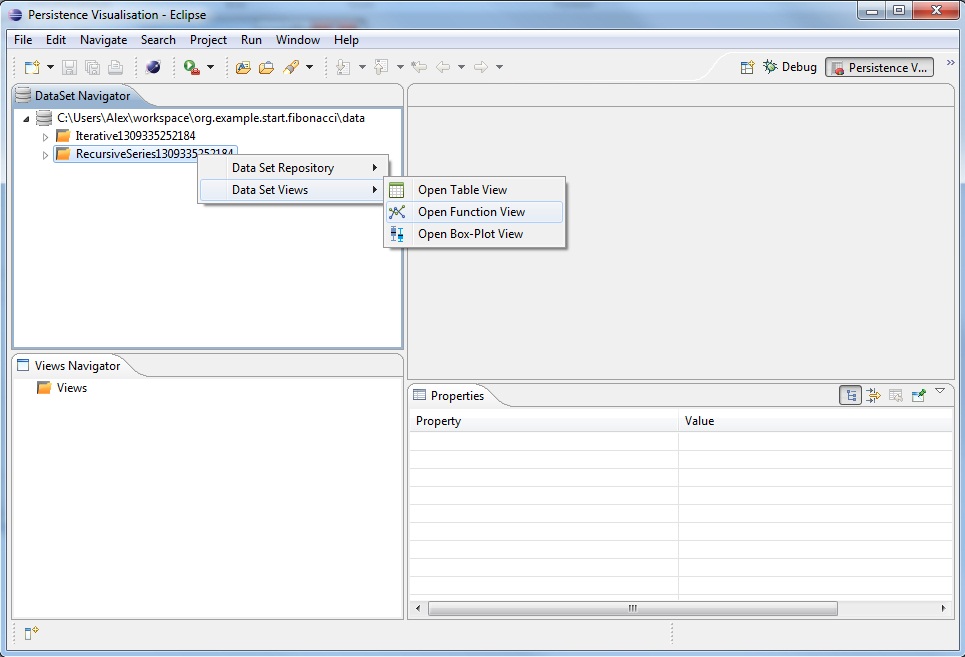 Persistence Visualisation - Eclipse
File Edit Navigate Search Project Run Window Help
Debug Persistence V...
DataSet Navigator
C:\Users\Alex\workspace\org.example.start.fibonacci\data
Iterative1309335252184
RecursiveSeries1309335252184
Data Set Repository
Data Set Views
Open Table View
Open Function View
Open Box-Plot View
Views Navigator
Views
Properties
Property Value